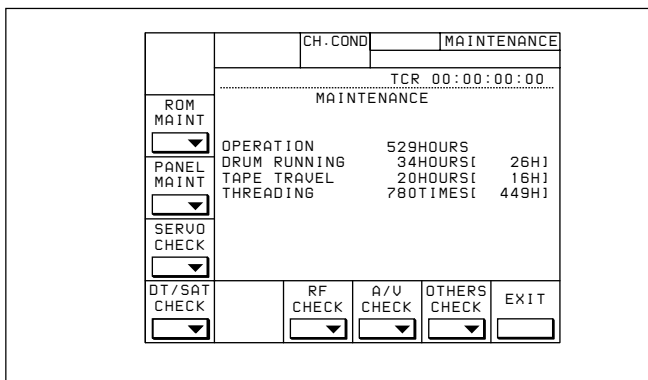 CH.COND MAINTENANCE
TCR 00:00:00:00
MAINTENANCE
ROM
MAINT
PANEL
MAINT
SERVO
CHECK
DT/SAT
CHECK
OPERATION 529HOURS
DRUM RUNNING 34HOURS[ 26H]
TAPE TRAVEL 20HOURS[ 16H]
THREADING 780TIMES[ 449H]
RF
CHECK
A/V
CHECK
OTHERS
CHECK
EXIT